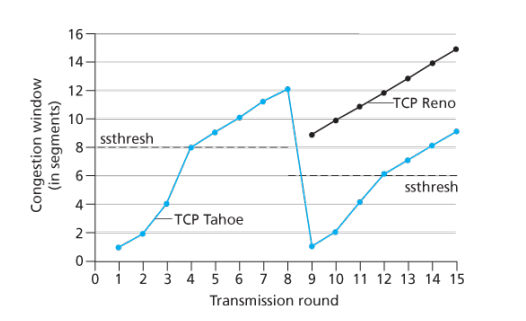 16
14
12
10
8
6
4
2
0
Congestion window
(in segments)
ssthresh
TCP Reno
ssthresh
TCP Tahoe
0 1 2 3 4 5 6 7 8 9 10 11 12 13 14 15
Transmission round